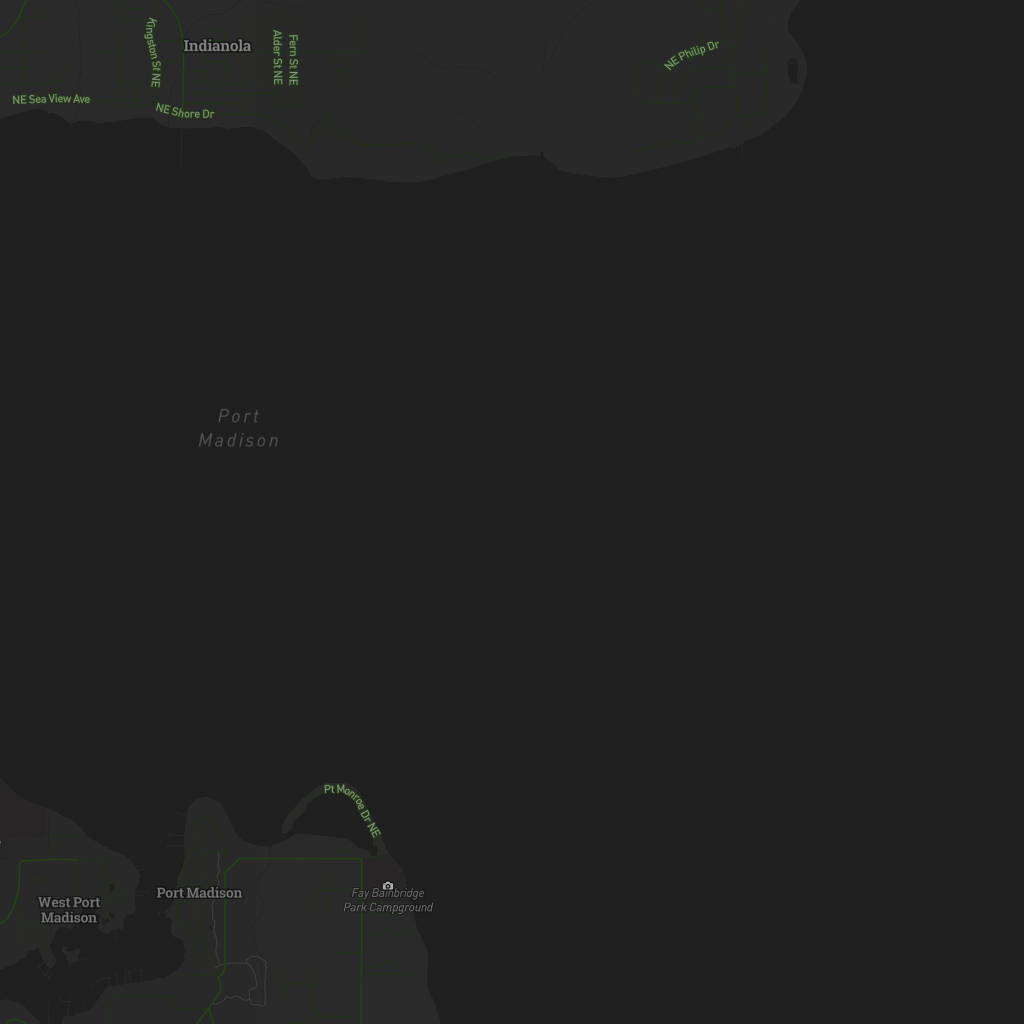 Indianola
Kingston St NE
Alder St NE
Fern St NE
NE Philip Dr
NE Sea View Ave
NE Shore Dr
Port
Madison
Pt Monroe Dr NE
Fay Bainbridge
Park Campground
Port Madison
West Port
Madison